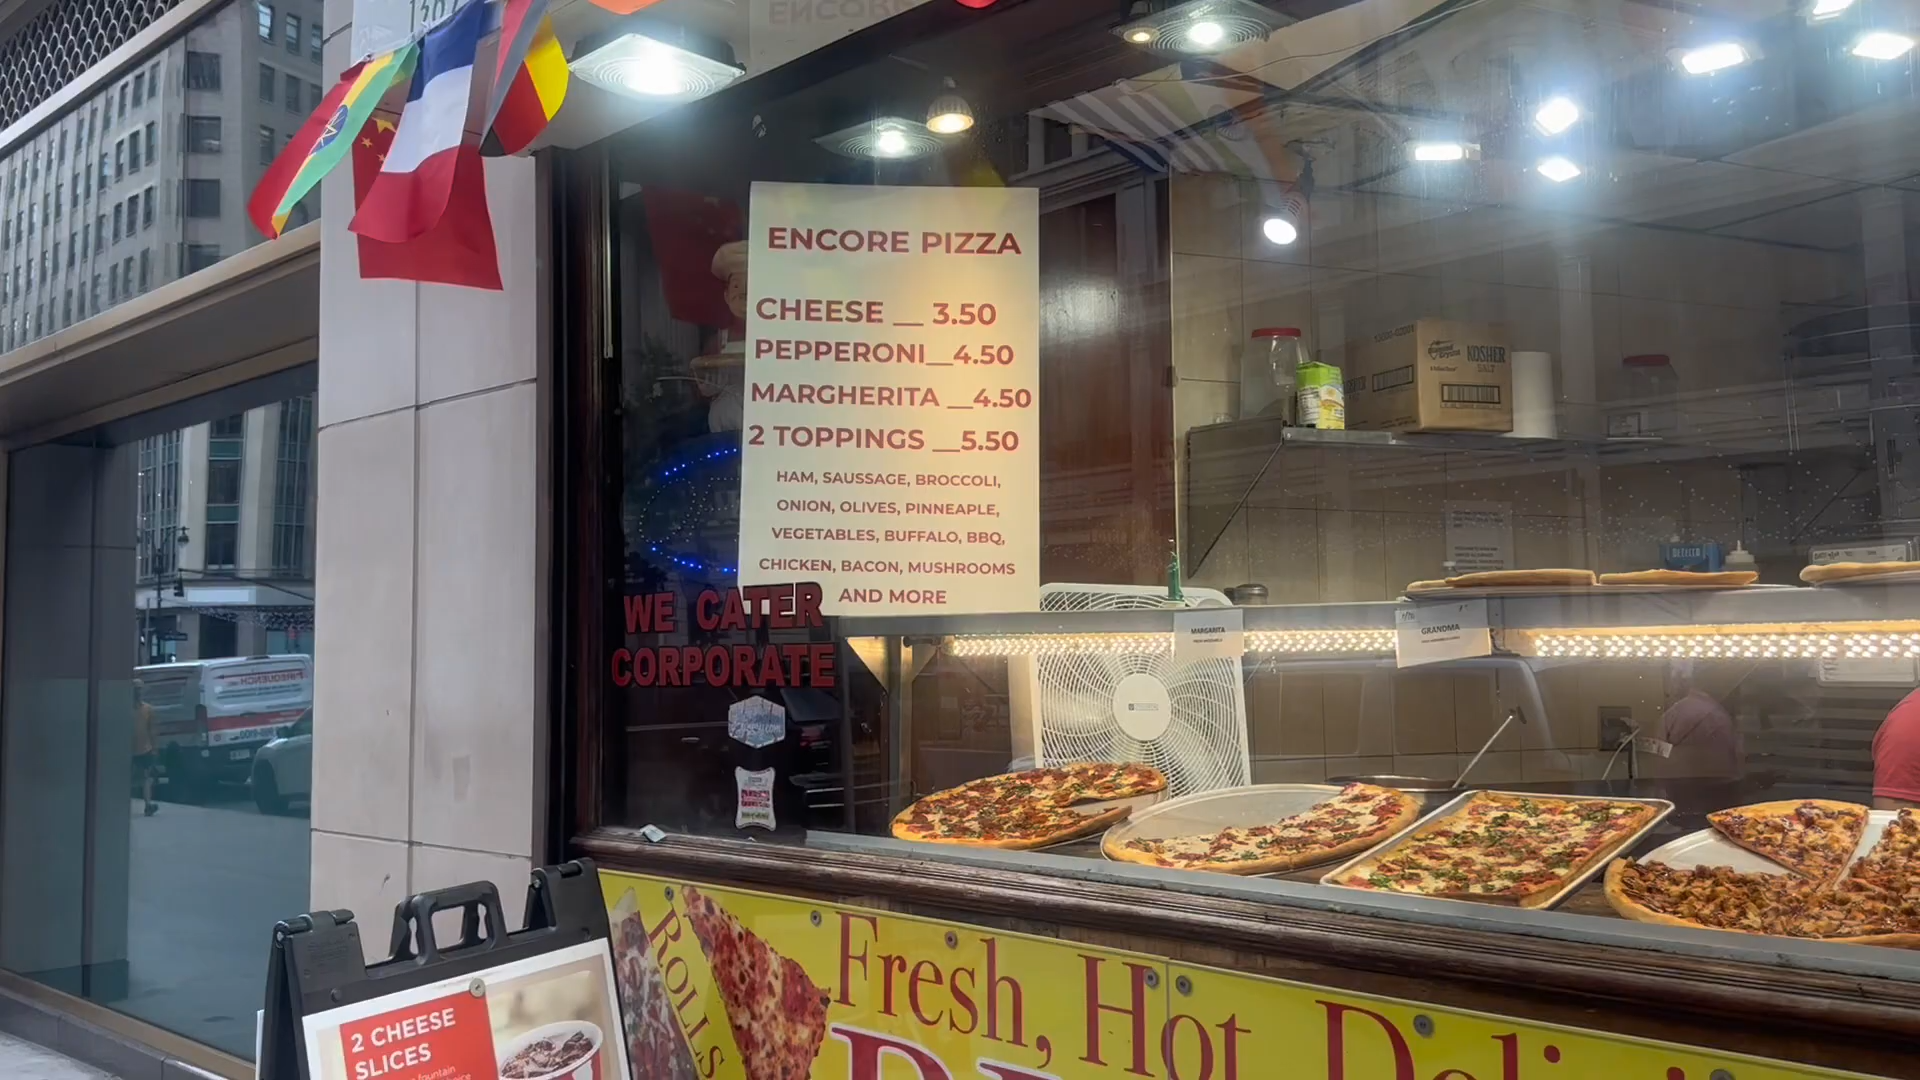 ENCORE PIZZA
CHEESE __ 3.50
PEPPERONI__4.50
MARGHERITA __4.50
2 TOPPINGS __5.50
HAM, SAUSSAGE, BROCCOLI,
ONION, OLIVES, PINNEAPLE,
VEGETABLES, BUFFALO, BBQ,
CHICKEN, BACON, MUSHROOMS
AND MORE
WE CATER
CORPORATE
KOSHER
SALT
MARGARITA
GRANDMA
ROLLS
Fresh, Hot
2 CHEESE
SLICES
fountain